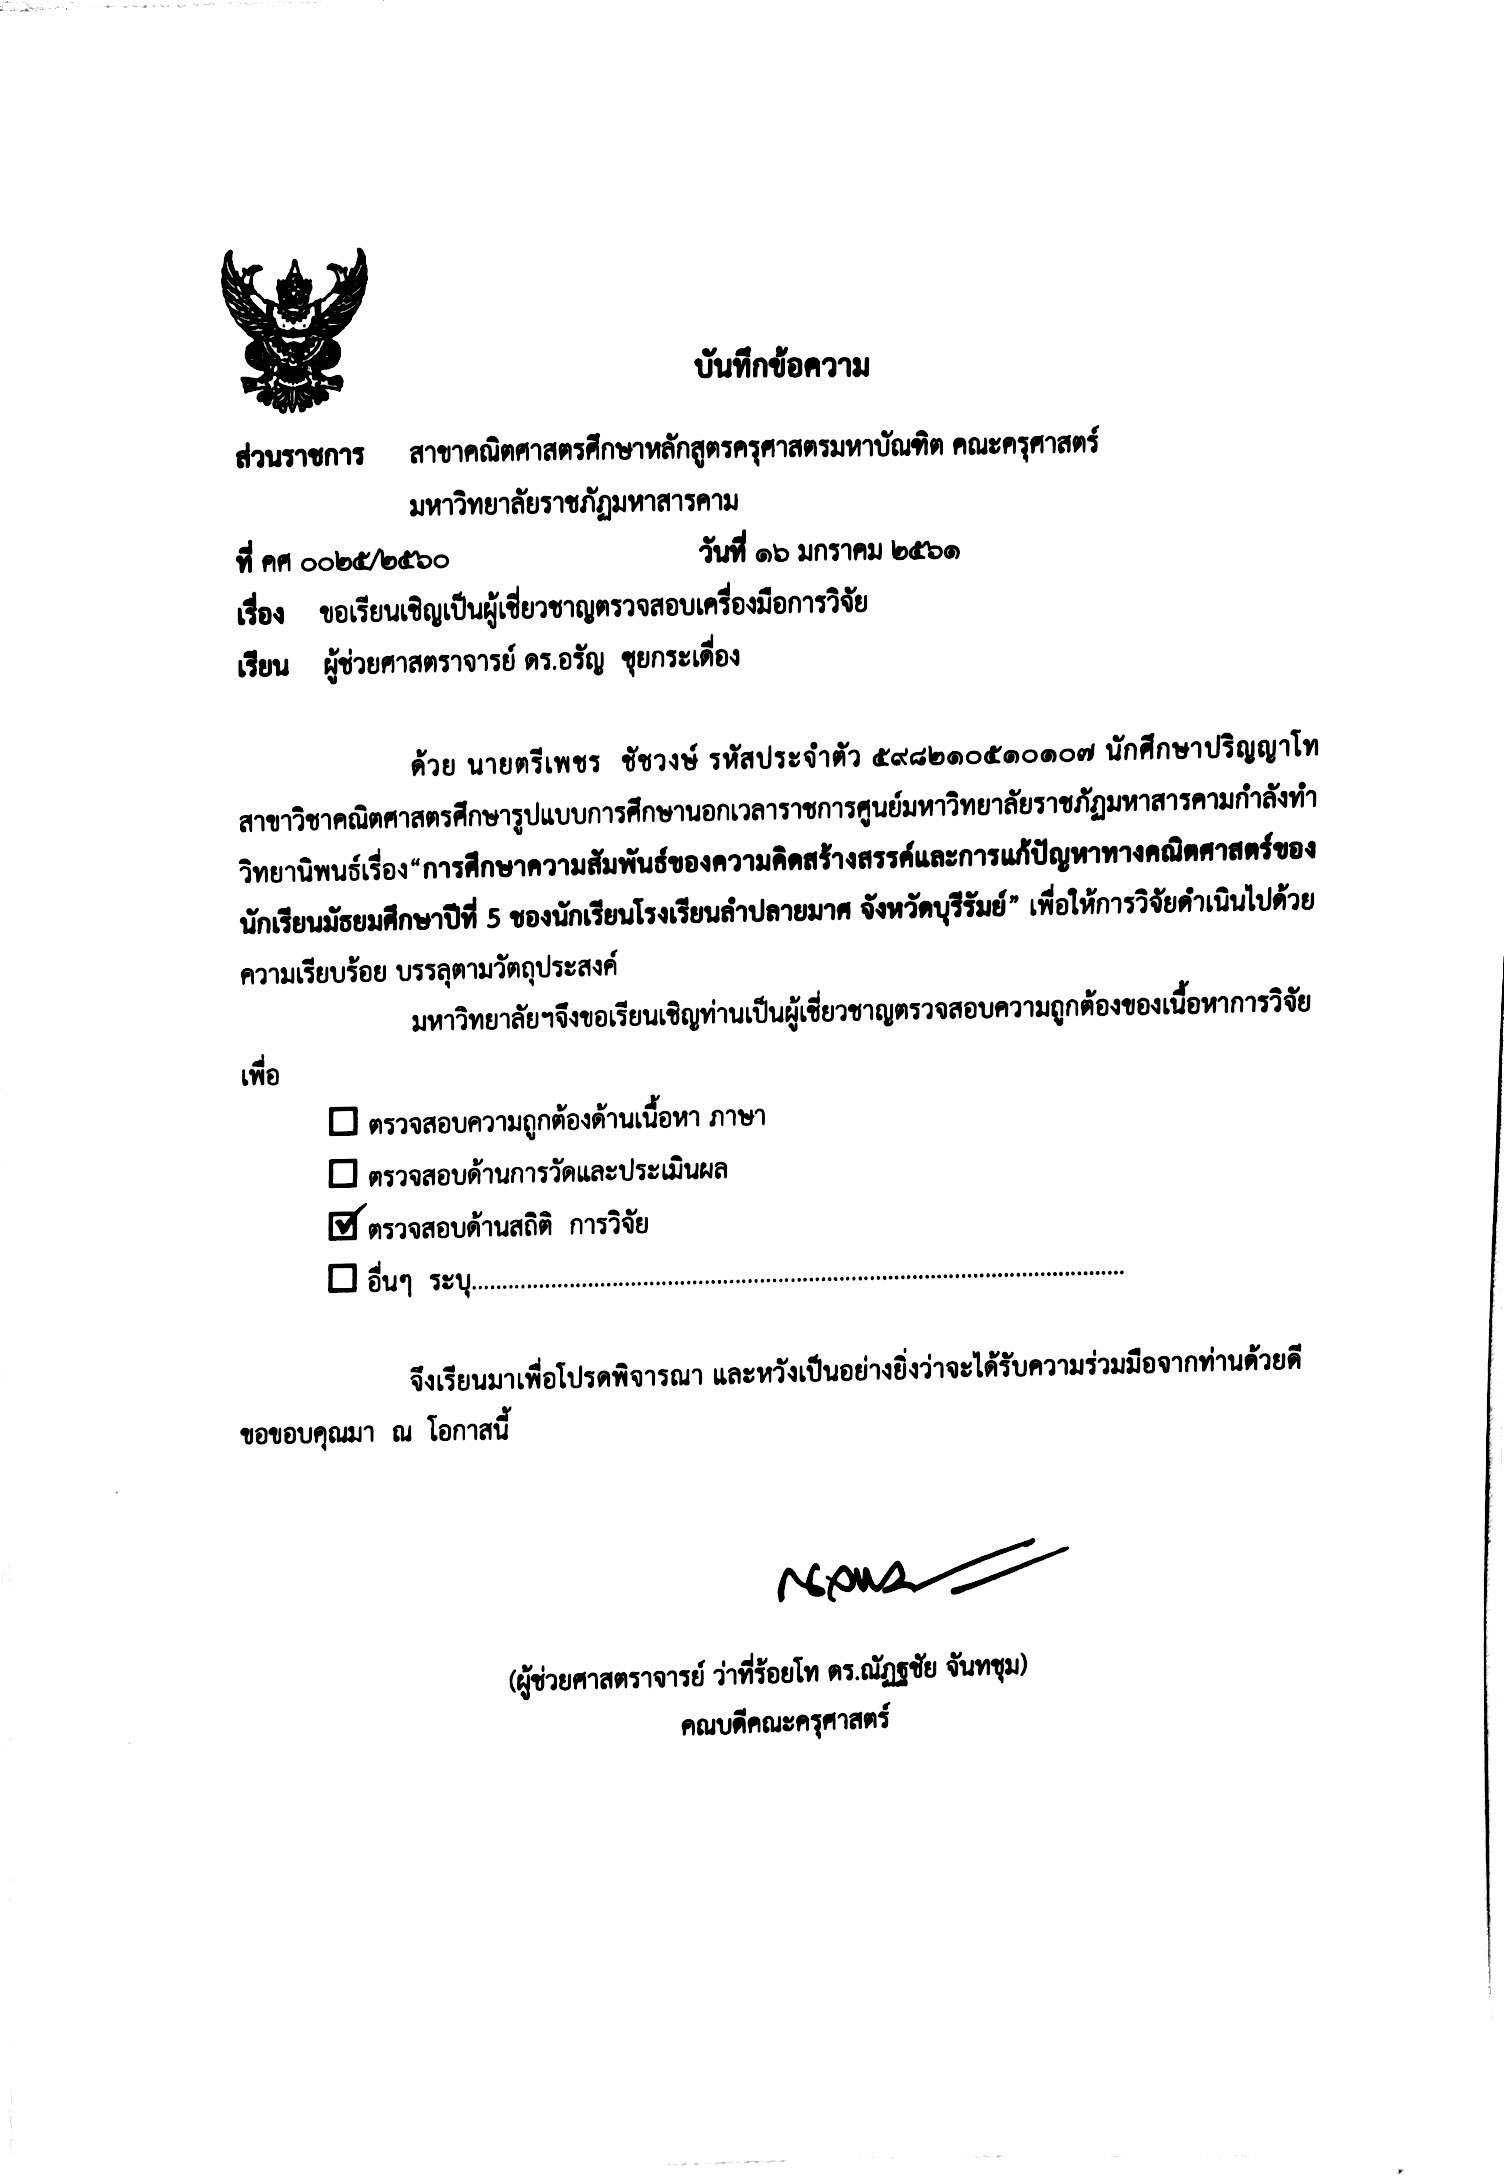 บันทึกข้อความ
ส่วนราชการ สาขาคณิตศาสตรศึกษาหลักสูตรครุศาสตรมหาบัณฑิต คณะครุศาสตร์
มหาวิทยาลัยราชภัฏมหาสารคาม
ที่ คศ ๐๐๒๕/๒๕๖๐ วันที่ ๑๖ มกราคม ๒๕๖๑
เรื่อง ขอเรียนเชิญเป็นผู้เชี่ยวชาญตรวจสอบเครื่องมือการวิจัย
เรียน ผู้ช่วยศาสตราจารย์ ดร.อรัญ ซุยกระเดื่อง
ด้วย นายตรีเพชร ชัชวงษ์ รหัสประจำตัว ๕๙๘๒๑๐๕๑๐๑๐๗ นักศึกษาปริญญาโท
สาขาวิชาคณิตศาสตรศึกษารูปแบบการศึกษานอกเวลาราชการศูนย์มหาวิทยาลัยราชภัฏมหาสารคามกำลังทำ
วิทยานิพนธ์เรื่อง“การศึกษาความสัมพันธ์ของความคิดสร้างสรรค์และการแก้ปัญหาทางคณิตศาสตร์ของ
นักเรียนมัธยมศึกษาปีที่ 5 ของนักเรียนโรงเรียนลำปลายมาศ จังหวัดบุรีรัมย์” เพื่อให้การวิจัยดำเนินไปด้วย
ความเรียบร้อย บรรลุตามวัตถุประสงค์
มหาวิทยาลัยฯจึงขอเรียนเชิญท่านเป็นผู้เชี่ยวชาญตรวจสอบความถูกต้องของเนื้อหาการวิจัย
เพื่อ
☐ ตรวจสอบความถูกต้องด้านเนื้อหา ภาษา
☐ ตรวจสอบด้านการวัดและประเมินผล
☑ ตรวจสอบด้านสถิติ การวิจัย
☐ อื่นๆ ระบุ....................................................................................................
จึงเรียนมาเพื่อโปรดพิจารณา และหวังเป็นอย่างยิ่งว่าจะได้รับความร่วมมือจากท่านด้วยดี
ขอขอบคุณมา ณ โอกาสนี้
(ผู้ช่วยศาสตราจารย์ ว่าที่ร้อยโท ดร.ณัฏฐชัย จันทชุม)
คณบดีคณะครุศาสตร์